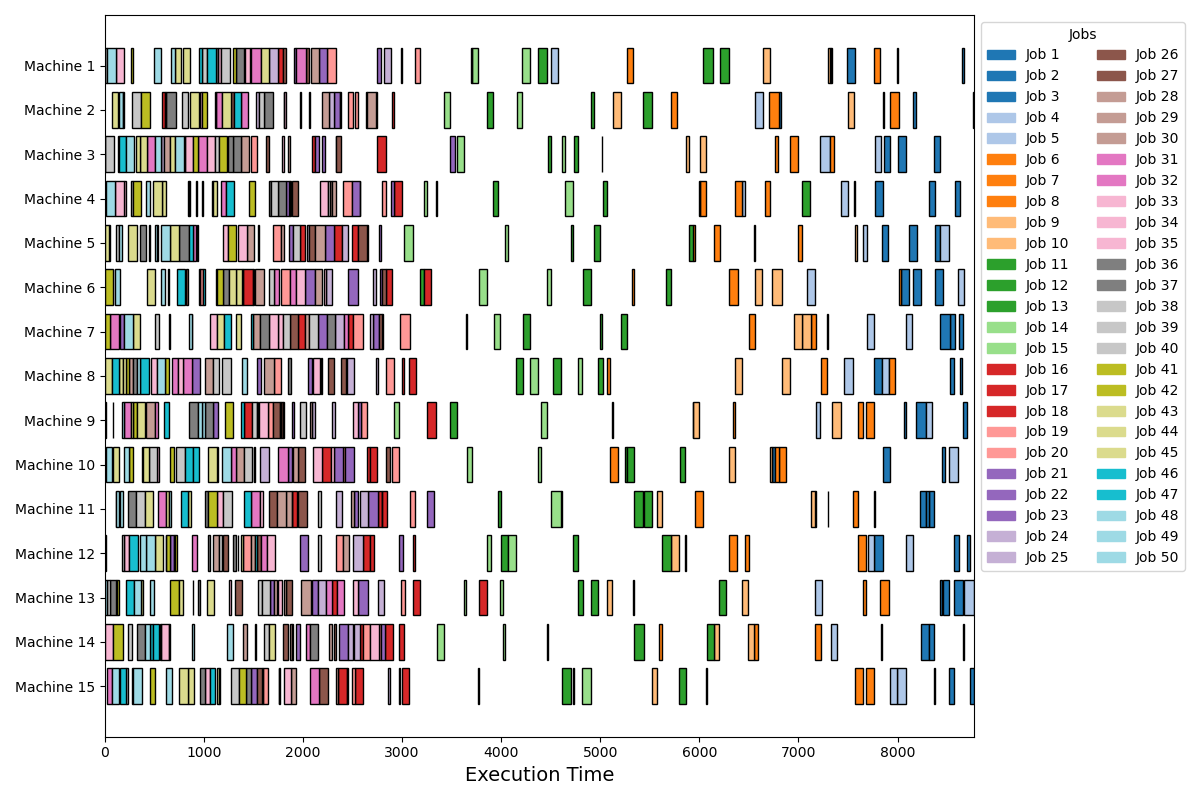 Machine 1
Machine 2
Machine 3
Machine 4
Machine 5
Machine 6
Machine 7
Machine 8
Machine 9
Machine 10
Machine 11
Machine 12
Machine 13
Machine 14
Machine 15
0 1000 2000 3000 4000 5000 6000 7000 8000
Execution Time
Jobs
Job 1
Job 2
Job 3
Job 4
Job 5
Job 6
Job 7
Job 8
Job 9
Job 10
Job 11
Job 12
Job 13
Job 14
Job 15
Job 16
Job 17
Job 18
Job 19
Job 20
Job 21
Job 22
Job 23
Job 24
Job 25
Job 26
Job 27
Job 28
Job 29
Job 30
Job 31
Job 32
Job 33
Job 34
Job 35
Job 36
Job 37
Job 38
Job 39
Job 40
Job 41
Job 42
Job 43
Job 44
Job 45
Job 46
Job 47
Job 48
Job 49
Job 50